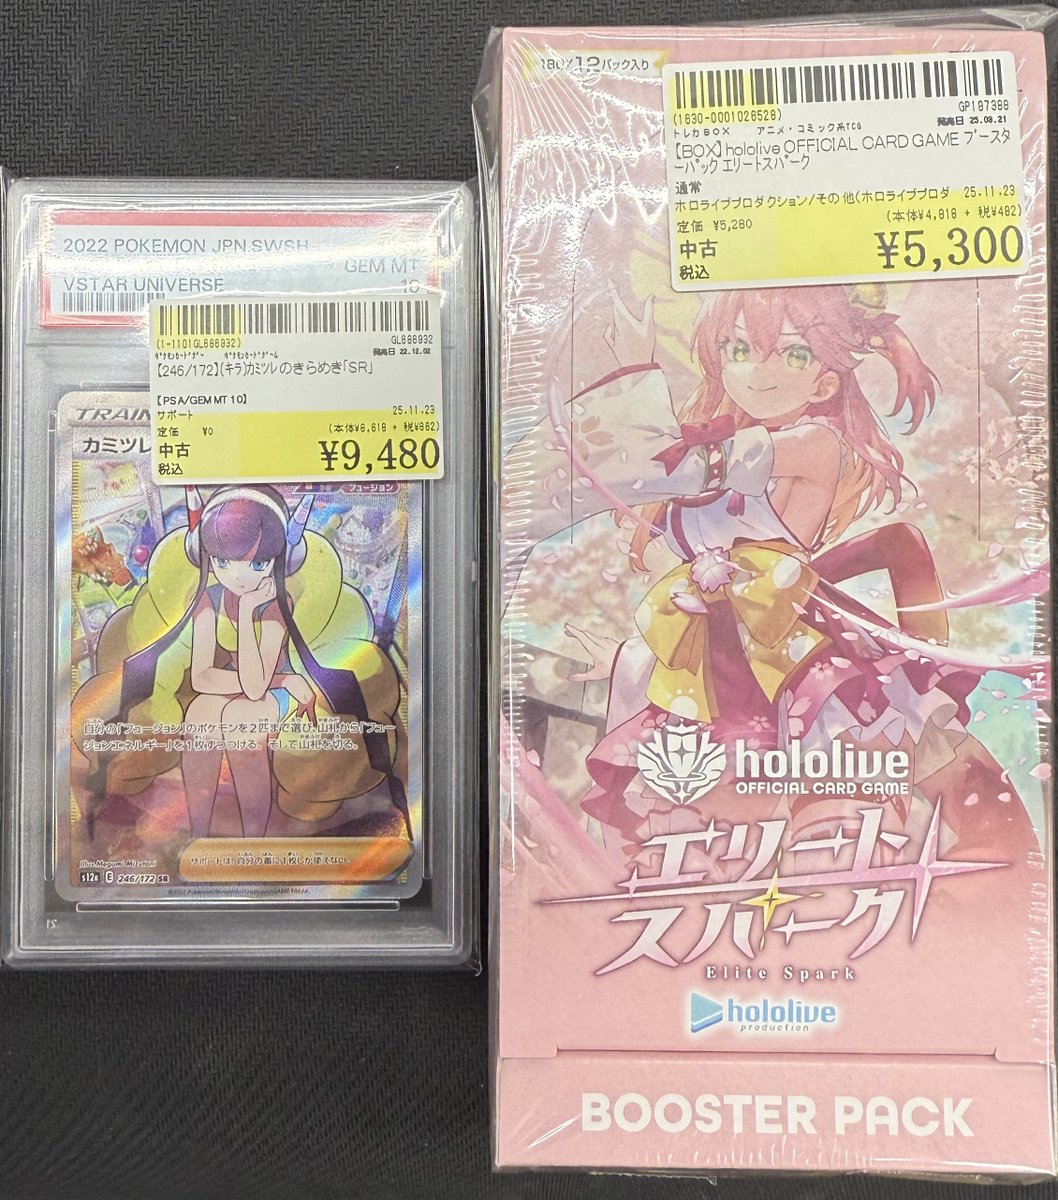 2022 POKEMON JPN.SWSH
GEM MT
VSTAR UNIVERSE
10
(1-1101GL888832)
GL888832
ポケモンカードゲー ポケモンカードゲーム
発売日 22.12.02
【246/172】(キラ)カミツレのきらめき「SR」
【PSA/GEM MT 10】
サポート
25.11.23
定価 ¥0
(本体¥8,618 + 税¥862)
中古
税込
¥9,480
TRAIN
カミツレ
フュージョン
自分の「フュージョン」のポケモンを2匹まで選び、山札から「フュー
ジョンエネルギー」を1枚ずつつける。そして山札を切る。
サポートは、自分の番に1枚しか使えない。
Illus. Megumi Mizutani
s12a E 246/172 SR
1BOX12パック入り
(1630-0001026528)
GP187388
トレカBOX アニメ・コミック系TCG
発売日 25.09.21
【BOX】hololive OFFICIAL CARD GAME ブースタ
ーパック エリートスパーク
通常
ホロライブプロダクション/その他(ホロライブプロダ 25.11.23
定価 ¥5,280
(本体¥4,818 + 税¥482)
中古
税込
¥5,300
hololive
OFFICIAL CARD GAME
エリート
スパーク
Elite Spark
hololive
production
BOOSTER PACK